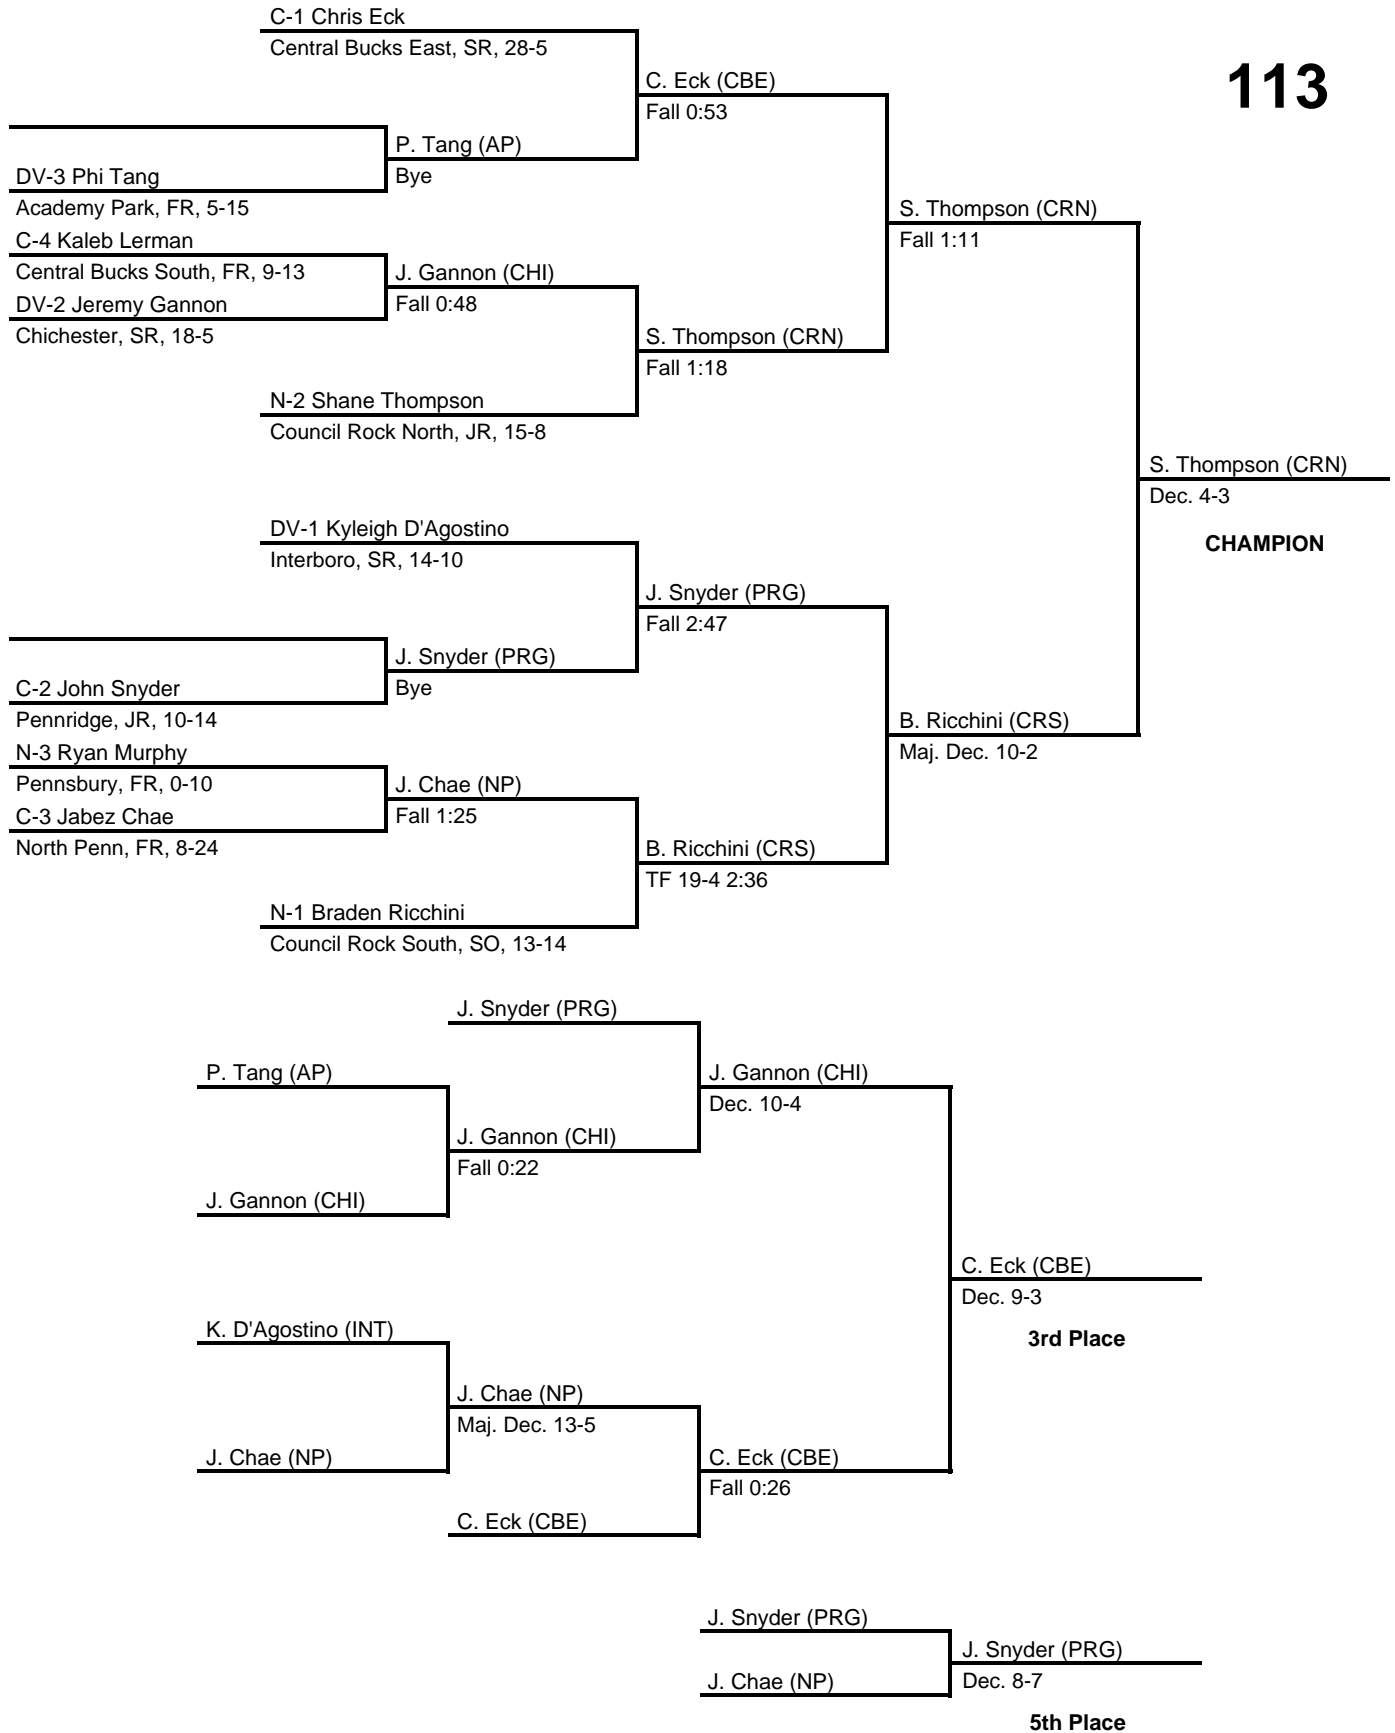 C-1 Chris Eck
Central Bucks East, SR, 28-5
113
C. Eck (CBE)
Fall 0:53
P. Tang (AP)
Bye
DV-3 Phi Tang
Academy Park, FR, 5-15
S. Thompson (CRN)
Fall 1:11
C-4 Kaleb Lerman
Central Bucks South, FR, 9-13
J. Gannon (CHI)
Fall 0:48
DV-2 Jeremy Gannon
Chichester, SR, 18-5
S. Thompson (CRN)
Fall 1:18
N-2 Shane Thompson
Council Rock North, JR, 15-8
S. Thompson (CRN)
Dec. 4-3
CHAMPION
DV-1 Kyleigh D'Agostino
Interboro, SR, 14-10
J. Snyder (PRG)
Fall 2:47
J. Snyder (PRG)
Bye
C-2 John Snyder
Pennridge, JR, 10-14
B. Ricchini (CRS)
Maj. Dec. 10-2
N-3 Ryan Murphy
Pennsbury, FR, 0-10
J. Chae (NP)
Fall 1:25
C-3 Jabez Chae
North Penn, FR, 8-24
B. Ricchini (CRS)
TF 19-4 2:36
N-1 Braden Ricchini
Council Rock South, SO, 13-14
J. Snyder (PRG)
P. Tang (AP)
J. Gannon (CHI)
Dec. 10-4
J. Gannon (CHI)
Fall 0:22
J. Gannon (CHI)
C. Eck (CBE)
Dec. 9-3
3rd Place
K. D'Agostino (INT)
J. Chae (NP)
Maj. Dec. 13-5
J. Chae (NP)
C. Eck (CBE)
Fall 0:26
C. Eck (CBE)
J. Snyder (PRG)
J. Snyder (PRG)
Dec. 8-7
J. Chae (NP)
5th Place